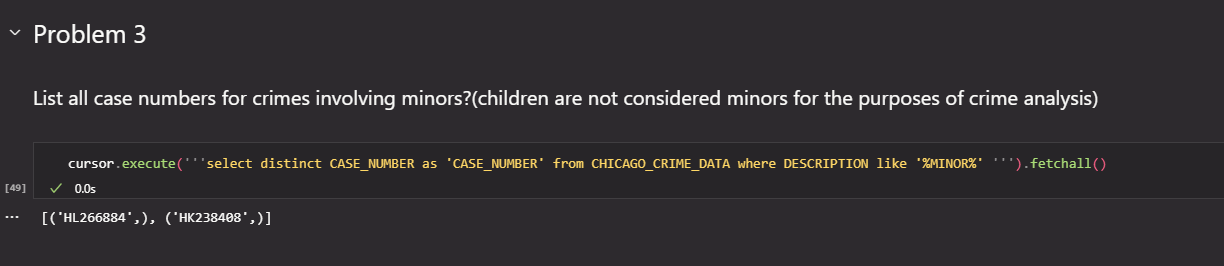 Problem 3
List all case numbers for crimes involving minors?(children are not considered minors for the purposes of crime analysis)
cursor.execute('''select distinct CASE_NUMBER as 'CASE_NUMBER' from CHICAGO_CRIME_DATA where DESCRIPTION like '%MINOR%' ''').fetchall()
[49] 0.0s
... [('HL266884',), ('HK238408',)]